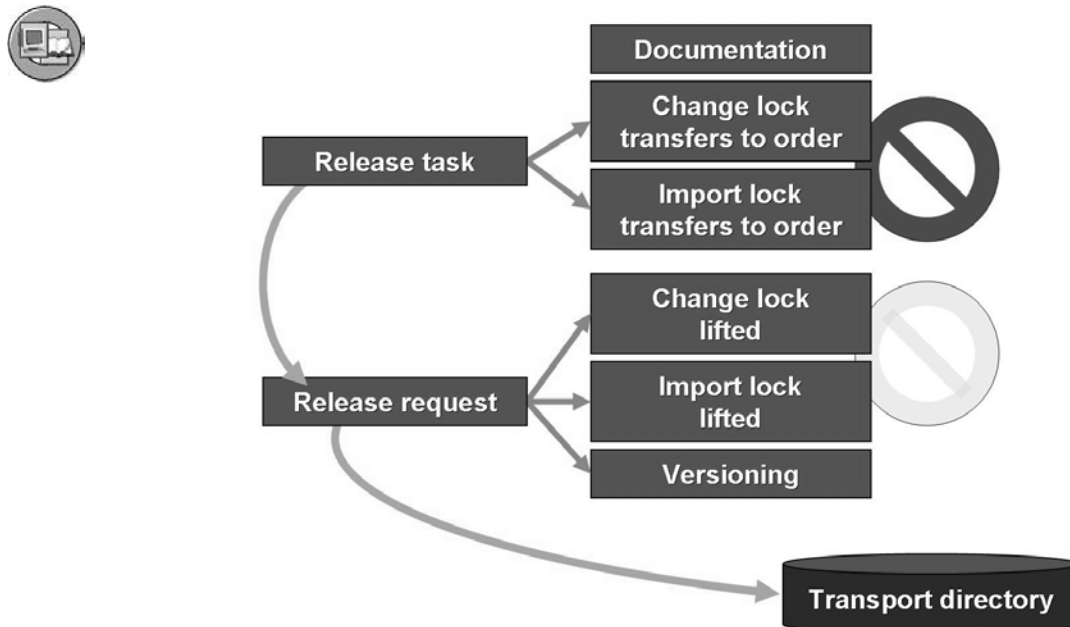 Documentation
Change lock
transfers to order
Release task
Import lock
transfers to order
Change lock
lifted
Release request
Import lock
lifted
Versioning
Transport directory